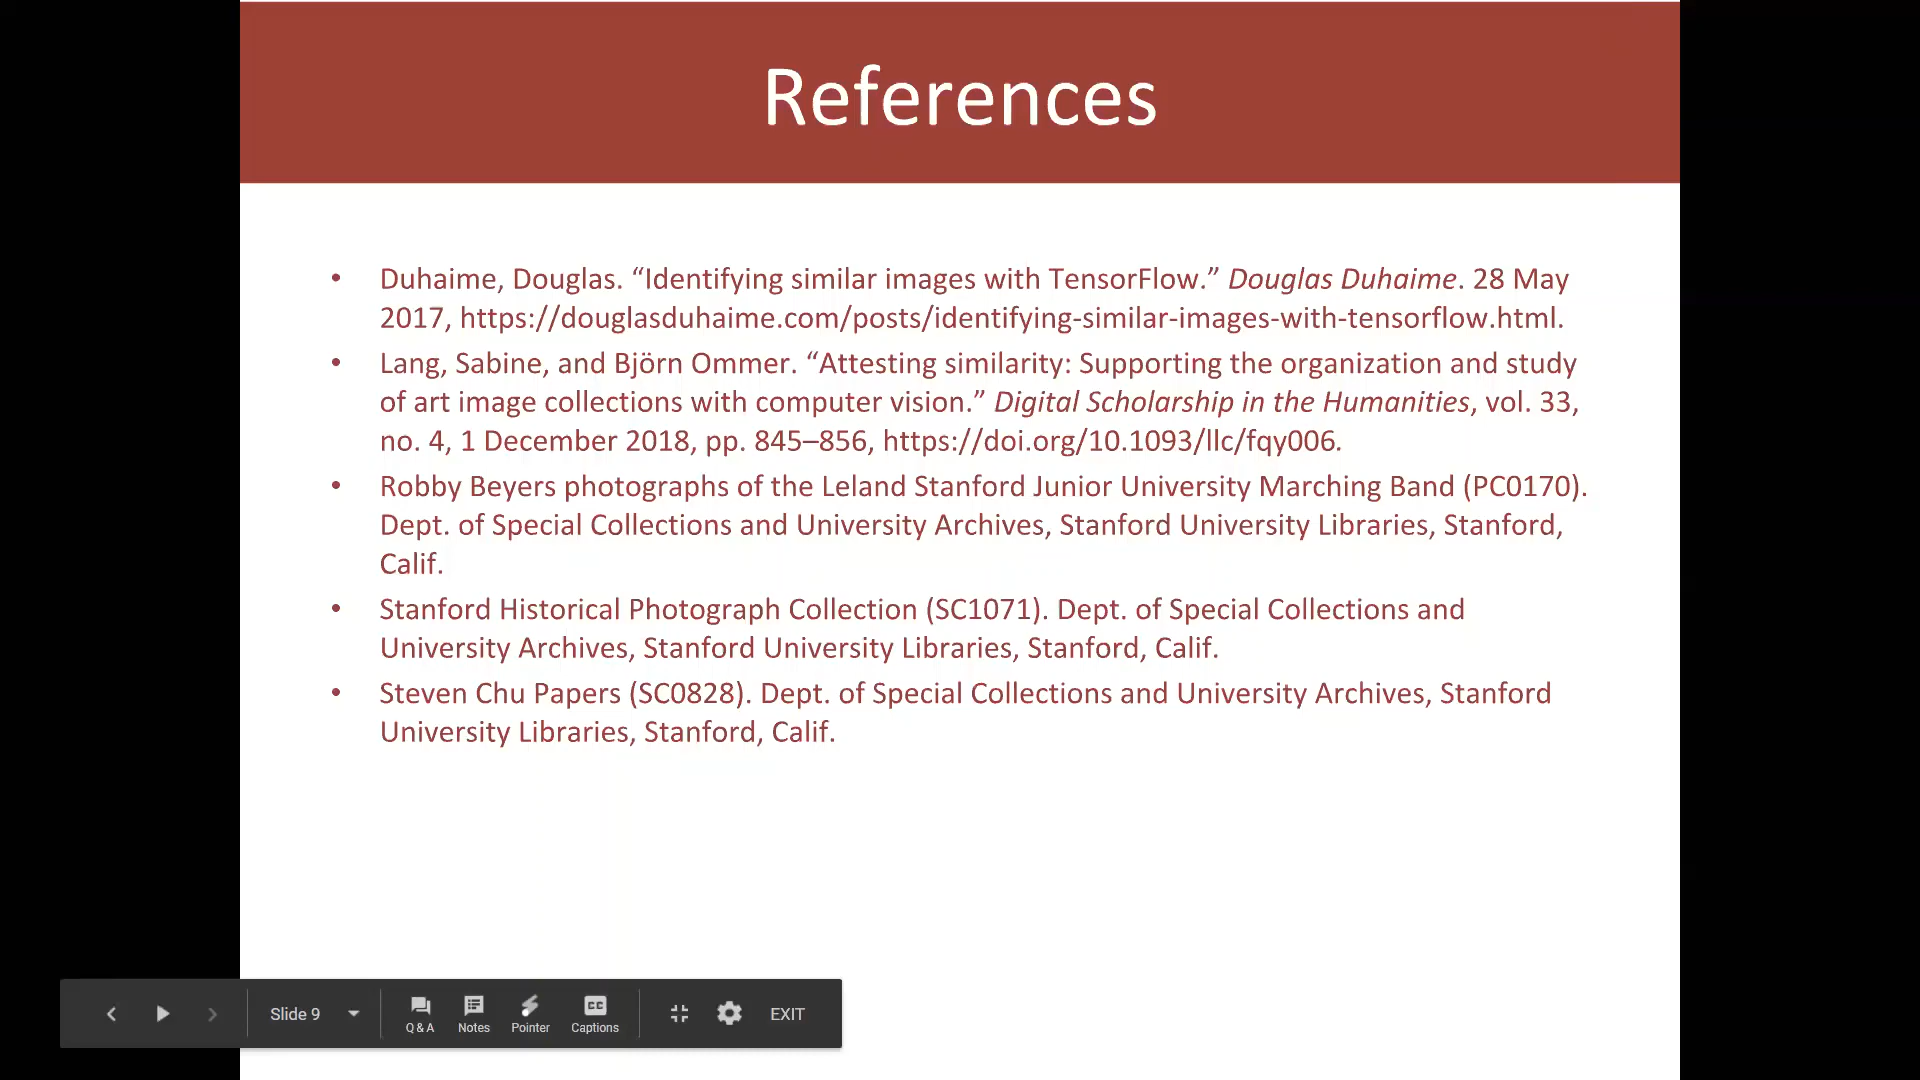 References
• Duhaime, Douglas. “Identifying similar images with TensorFlow.” Douglas Duhaime. 28 May
2017, https://douglasduhaime.com/posts/identifying-similar-images-with-tensorflow.html.
• Lang, Sabine, and Björn Ommer. “Attesting similarity: Supporting the organization and study
of art image collections with computer vision.” Digital Scholarship in the Humanities, vol. 33,
no. 4, 1 December 2018, pp. 845–856, https://doi.org/10.1093/llc/fqy006.
• Robby Beyers photographs of the Leland Stanford Junior University Marching Band (PC0170).
Dept. of Special Collections and University Archives, Stanford University Libraries, Stanford,
Calif.
• Stanford Historical Photograph Collection (SC1071). Dept. of Special Collections and
University Archives, Stanford University Libraries, Stanford, Calif.
• Steven Chu Papers (SC0828). Dept. of Special Collections and University Archives, Stanford
University Libraries, Stanford, Calif.
Slide 9 Q & A Notes Pointer CC Captions EXIT